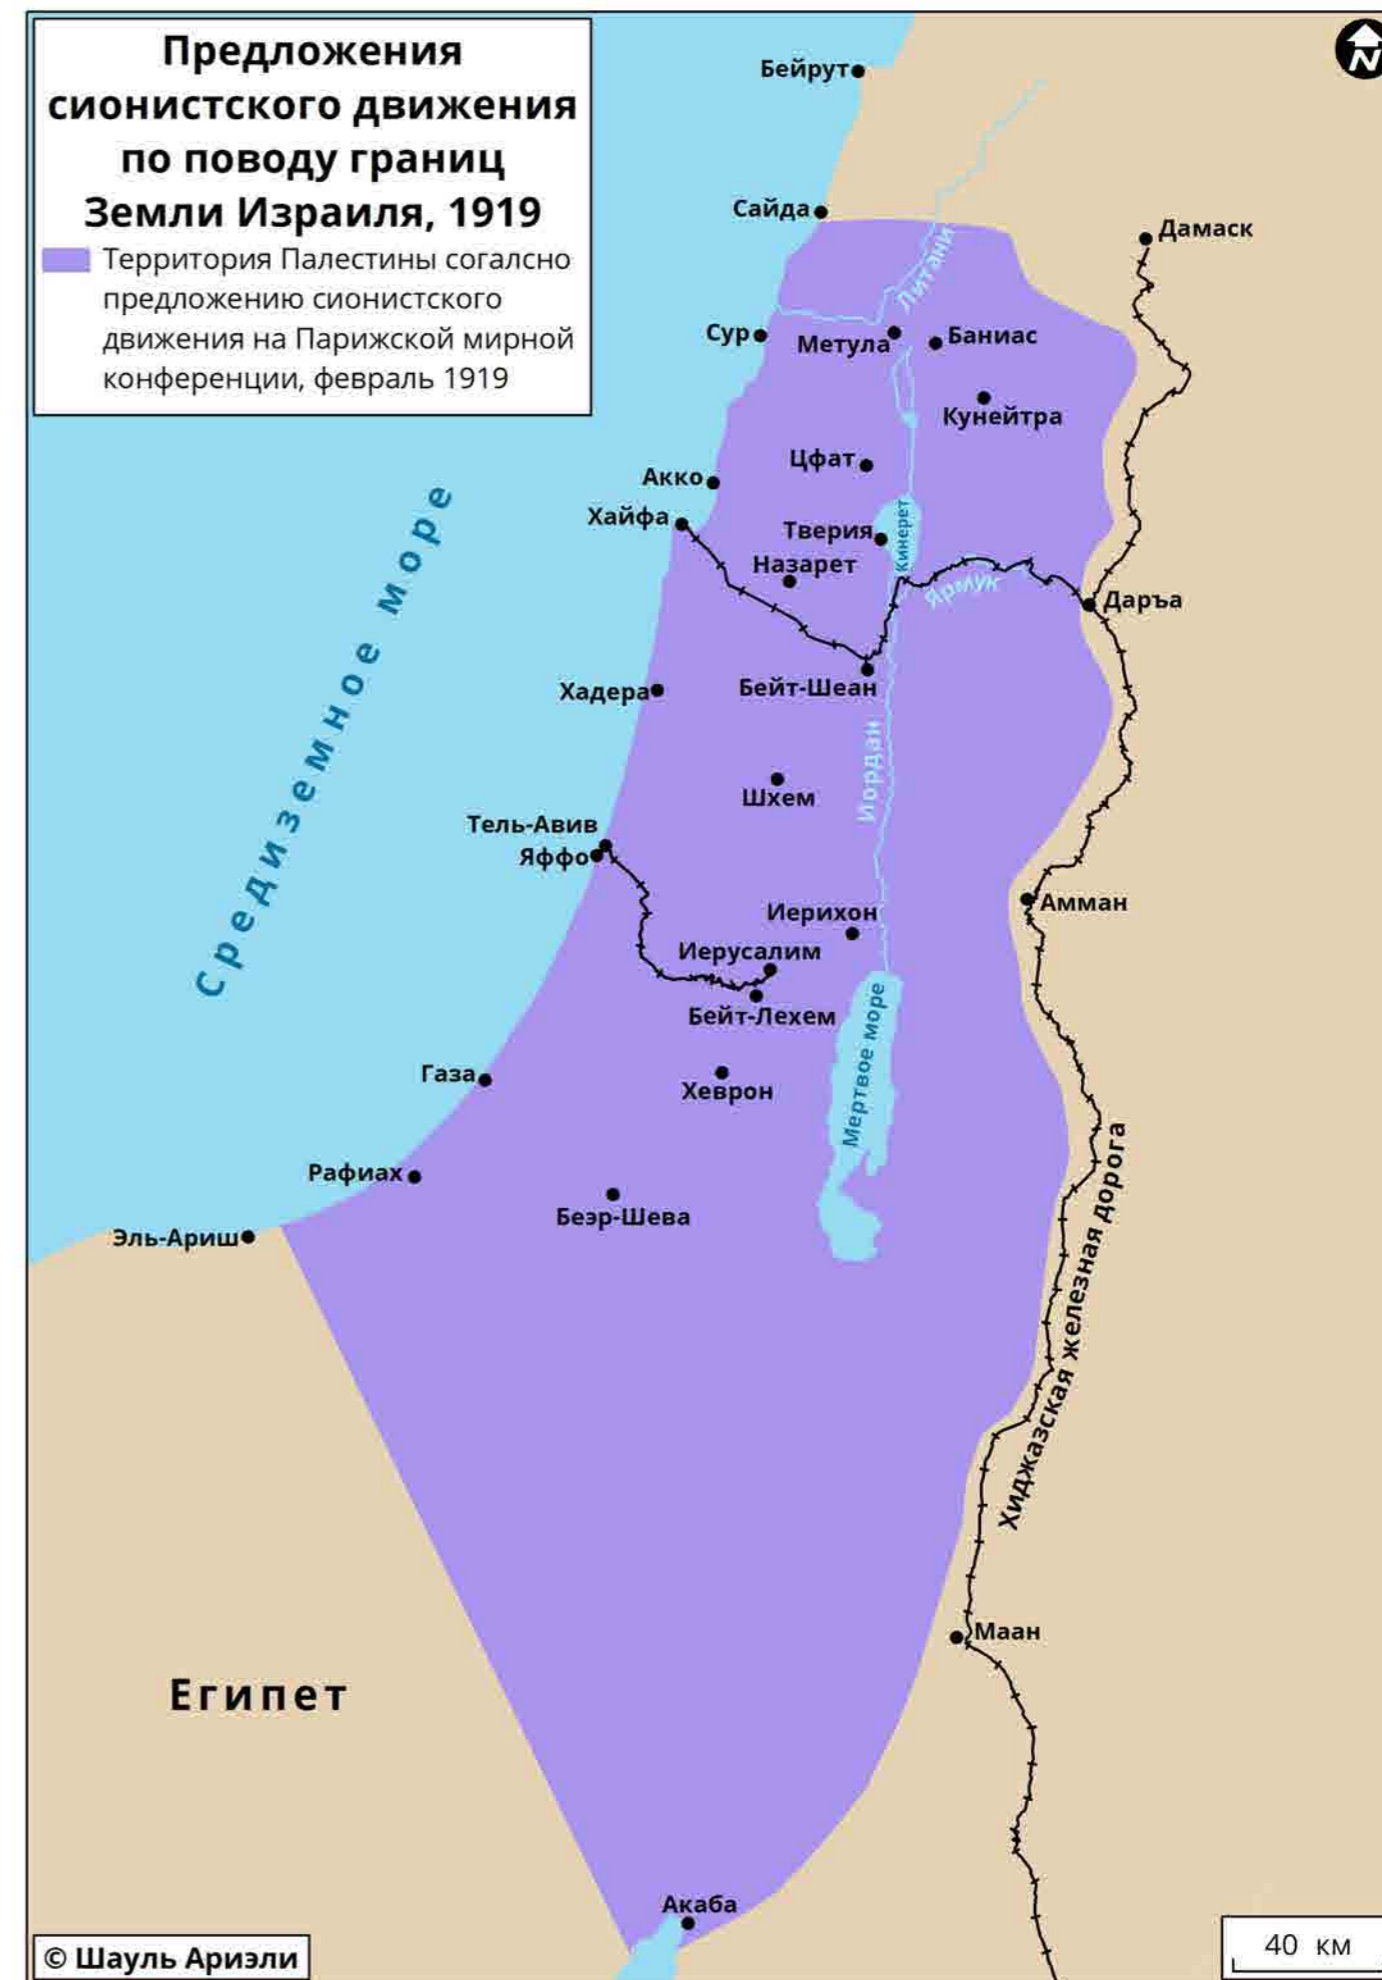 Предложения
сионистского движения
по поводу границ
Земли Израиля, 1919
Территория Палестины согалсно
предложению сионистского
движения на Парижской мирной
конференции, февраль 1919
N
Бейрут
Сайда
Дамаск
Литани
Сур
Метула
Баниас
Кунейтра
Цфат
Акко
Хайфа
Тверия
Кинерет
Назарет
Ярмук
Даръа
Бейт-Шеан
Хадера
Средиземное море
Иордан
Шхем
Тель-Авив
Яффо
Амман
Иерихон
Иерусалим
Бейт-Лехем
Мертвое море
Газа
Хеврон
Рафиах
Беэр-Шева
Эль-Ариш
Хиджазская железная дорога
Маан
Египет
Акаба
© Шауль Ариэли
40 км